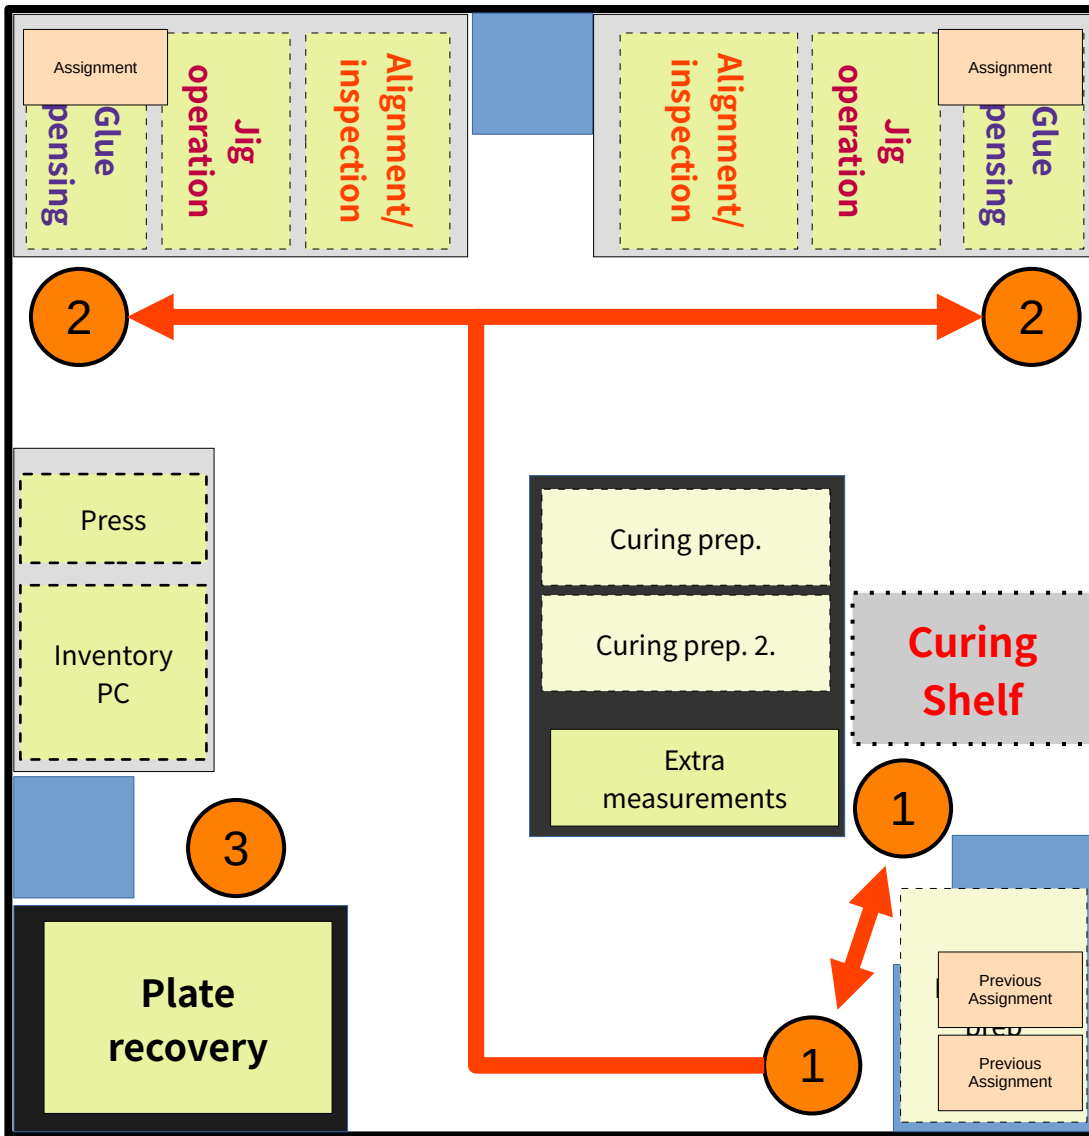 Assignment
Glue
pensing
Jig
operation
Alignment/
inspection
Alignment/
inspection
Jig
operation
Assignment
Glue
pensing
2
2
Press
Inventory
PC
Curing prep.
Curing prep. 2.
Extra
measurements
Curing
Shelf
1
3
Plate
recovery
1
Previous
Assignment
prep
Previous
Assignment